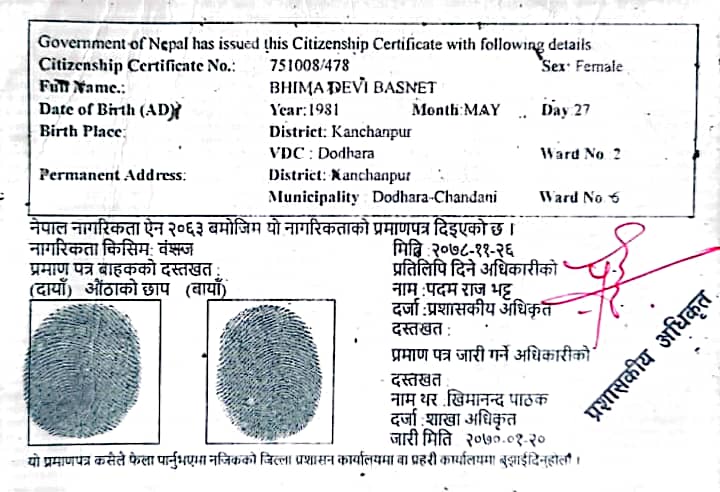 Government of Nepal has issued this Citizenship Certificate with following details
Citizenship Certificate No.: 751008/478 Sex: Female
Full Name.: BHIMA DEVI BASNET
Date of Birth (AD) Year:1981 Month:MAY Day:27
Birth Place: District: Kanchanpur
VDC : Dodhara Ward No. 2
Permanent Address: District: Kanchanpur
Municipality : Dodhara-Chandani Ward No. 6
नेपाल नागरिकता ऐन २०६३ बमोजिम यो नागरिकताको प्रमाणपत्र दिइएको छ ।
नागरिकता किसिम: वंशज मिति :२०७८-११-२६
प्रमाण पत्र बाहकको दस्तखत : प्रतिलिपि दिने अधिकारीको
(दायाँ) औंठाको छाप (बायाँ) नाम :पदम राज भट्ट
दर्जा :प्रशासकीय अधिकृत
दस्तखत :
प्रमाण पत्र जारी गर्ने अधिकारीको
दस्तखत :
नाम थर :खिमानन्द पाठक
दर्जा :शाखा अधिकृत
जारी मिति २०७०-०१-२०
प्रशासकीय अधिकृत
यो प्रमाणपत्र कसैले फेला पार्नुभएमा नजिकको जिल्ला प्रशासन कार्यालयमा वा प्रहरी कार्यालयमा बुझाईदिनुहोला ।